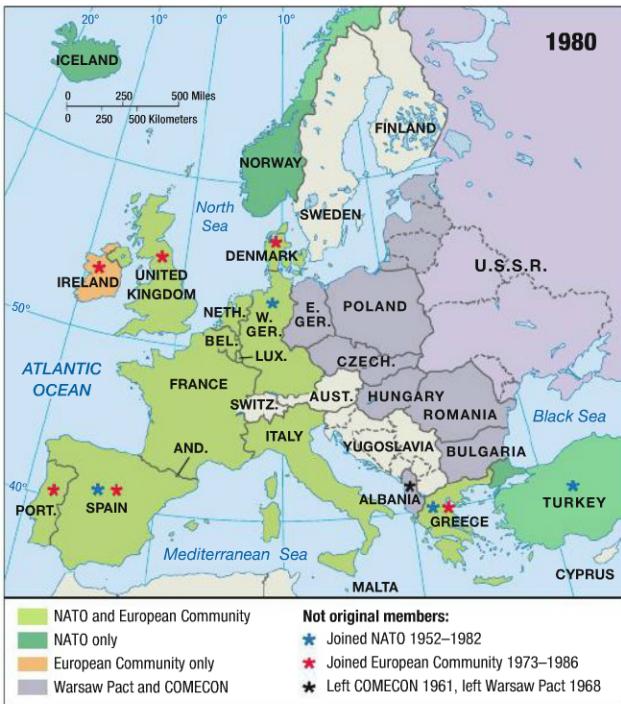 20°
10°
0°
10°
1980
ICELAND
0 250 500 Miles
0 250 500 Kilometers
FINLAND
NORWAY
North
Sea
SWEDEN
DENMARK
U.S.S.R.
IRELAND
UNITED
KINGDOM
50°
NETH.
W.
GER.
E.
GER.
POLAND
BEL.
LUX.
ATLANTIC
OCEAN
CZECH.
FRANCE
AUST.
HUNGARY
SWITZ.
ROMANIA
Black Sea
ITALY
YUGOSLAVIA
AND.
BULGARIA
40°
ALBANIA
TURKEY
PORT.
SPAIN
GREECE
Mediterranean Sea
CYPRUS
MALTA
NATO and European Community
NATO only
European Community only
Warsaw Pact and COMECON
Not original members:
Joined NATO 1952–1982
Joined European Community 1973–1986
Left COMECON 1961, left Warsaw Pact 1968